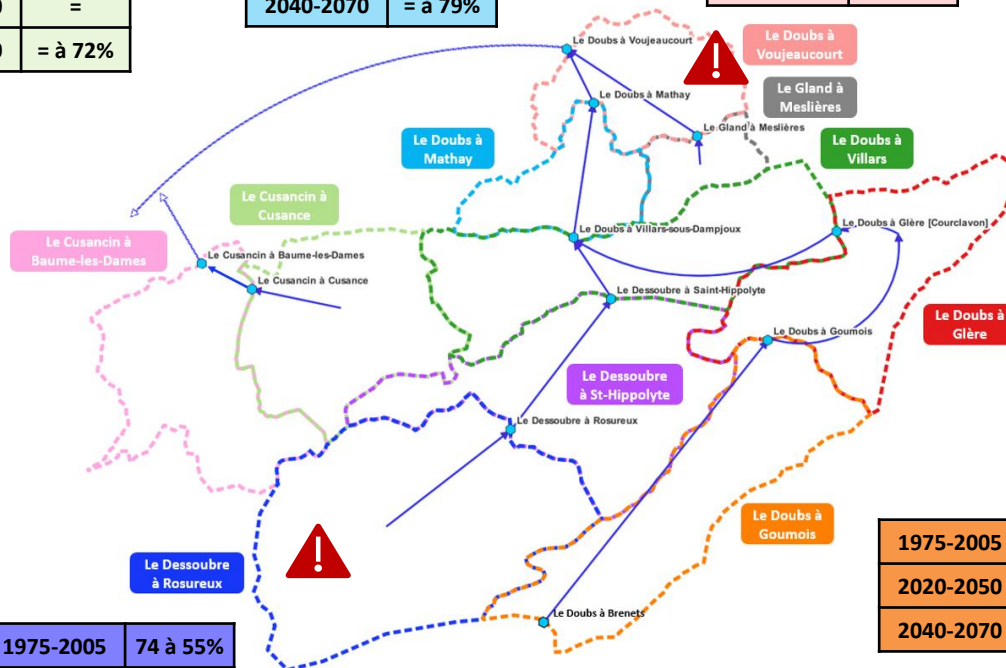 =
= à 72%
2040-2070 = à 79%
Le Doubs à Voujeaucourt
Le Doubs à
Voujeaucourt
Le Doubs à Mathay
Le Gland à
Meslières
Le Gland à Meslières
Le Doubs à
Mathay
Le Doubs à
Villars
Le Cusancin à
Cusance
Le Doubs à Glère [Courclavon]
Le Doubs à Villars-sous-Dampjoux
Le Cusancin à
Baume-les-Dames
Le Cusancin à Baume-les-Dames
Le Cusancin à Cusance
Le Dessoubre à Saint-Hippolyte
Le Doubs à
Glère
Le Doubs à Goumois
Le Dessoubre
à St-Hippolyte
Le Dessoubre à Rosureux
Le Doubs à
Goumois
1975-2005
2020-2050
2040-2070
Le Dessoubre
à Rosureux
Le Doubs à Brenets
1975-2005 74 à 55%